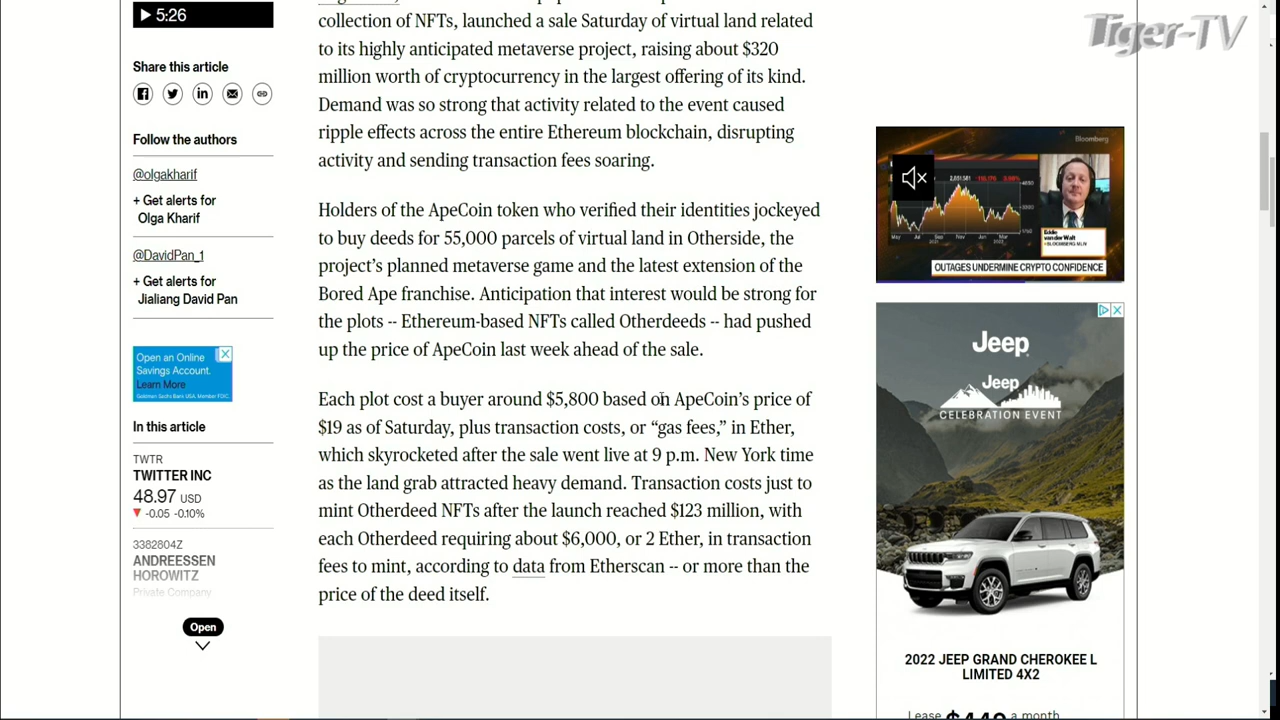 Tiger-TV
5:26
Share this article
Follow the authors
@olgakharif
+ Get alerts for
Olga Kharif
@DavidPan_1
+ Get alerts for
Jialiang David Pan
Open an Online
Savings Account.
Learn More
Goldman Sachs Bank USA, Member FDIC.
In this article
TWTR
TWITTER INC
48.97 USD
-0.05 -0.10%
3382804Z
ANDREESSEN
HOROWITZ
Private Company
Open
collection of NFTs, launched a sale Saturday of virtual land related
to its highly anticipated metaverse project, raising about $320
million worth of cryptocurrency in the largest offering of its kind.
Demand was so strong that activity related to the event caused
ripple effects across the entire Ethereum blockchain, disrupting
activity and sending transaction fees soaring.
Holders of the ApeCoin token who verified their identities jockeyed
to buy deeds for 55,000 parcels of virtual land in Otherside, the
project's planned metaverse game and the latest extension of the
Bored Ape franchise. Anticipation that interest would be strong for
the plots -- Ethereum-based NFTs called Otherdeeds -- had pushed
up the price of ApeCoin last week ahead of the sale.
Each plot cost a buyer around $5,800 based on ApeCoin's price of
$19 as of Saturday, plus transaction costs, or “gas fees,” in Ether,
which skyrocketed after the sale went live at 9 p.m. New York time
as the land grab attracted heavy demand. Transaction costs just to
mint Otherdeed NFTs after the launch reached $123 million, with
each Otherdeed requiring about $6,000, or 2 Ether, in transaction
fees to mint, according to data from Etherscan -- or more than the
price of the deed itself.
Bloomberg
Eddie
van der Walt
OUTAGES UNDERMINE CRYPTO CONFIDENCE
Jeep
Jeep
CELEBRATION EVENT
2022 JEEP GRAND CHEROKEE L
LIMITED 4X2
Lease a month